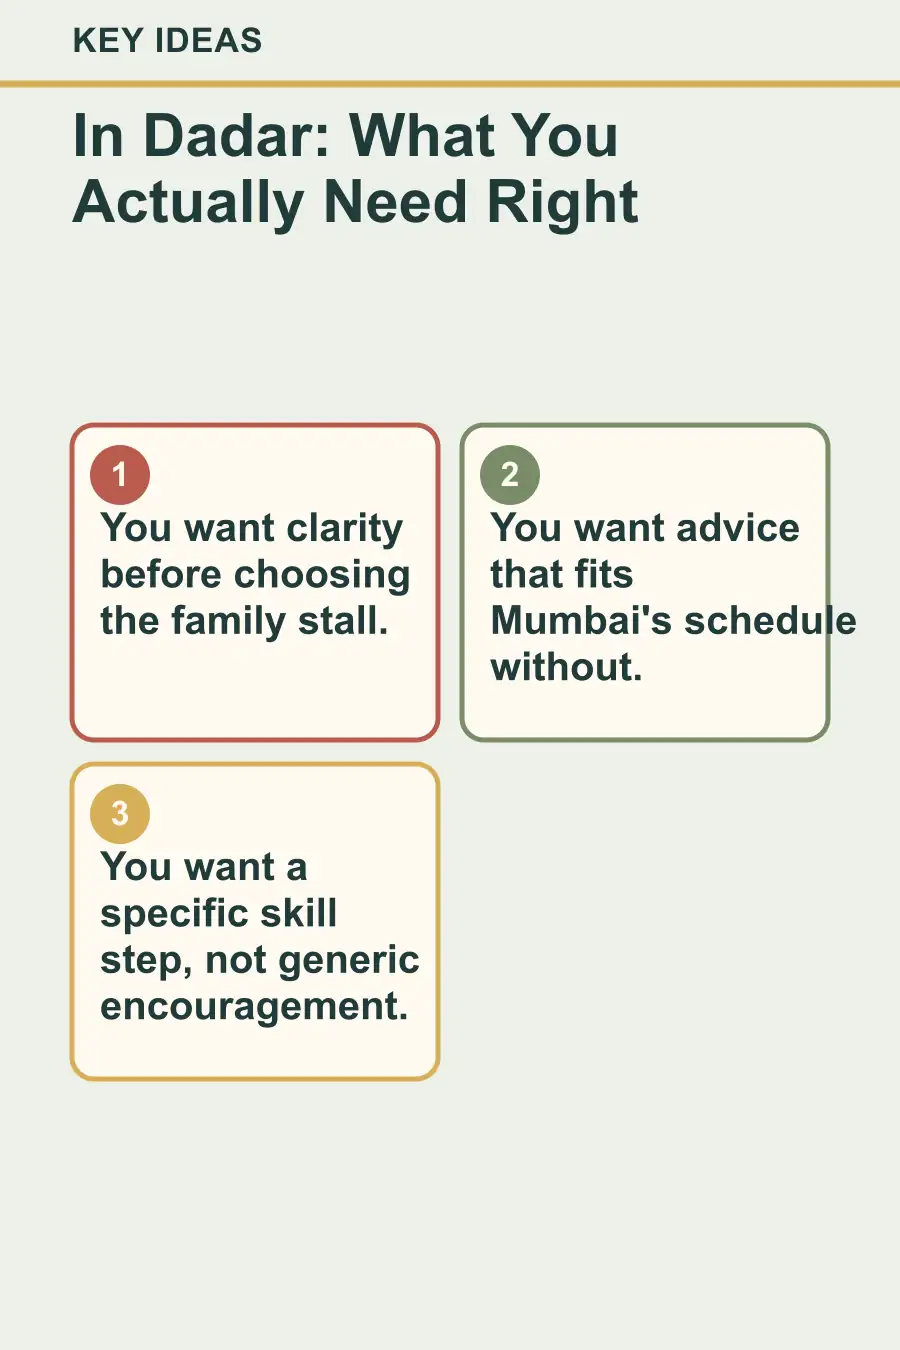 KEY IDEAS
In Dadar: What You
Actually Need Right
1
You want clarity
before choosing
the family stall.
2
You want advice
that fits
Mumbai's schedule
without.
3
You want a
specific skill
step, not generic
encouragement.